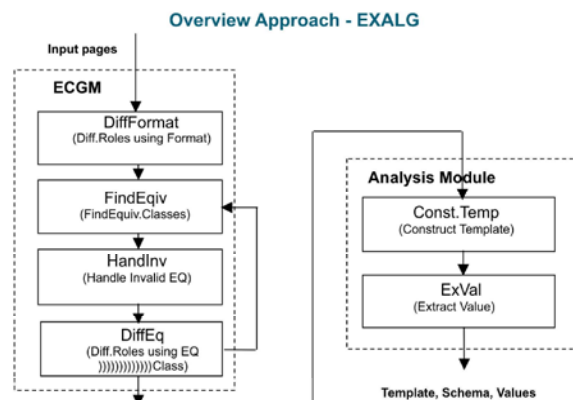 Overview Approach - EXALG
Input pages
ECGM
DiffFormat
(Diff.Roles using Format)
FindEqiv
(FindEquiv.Classes)
HandInv
(Handle Invalid EQ)
DiffEq
(Diff.Roles using EQ
)))))))))))))Class)
Analysis Module
Const.Temp
(Construct Template)
ExVal
(Extract Value)
Template, Schema, Values